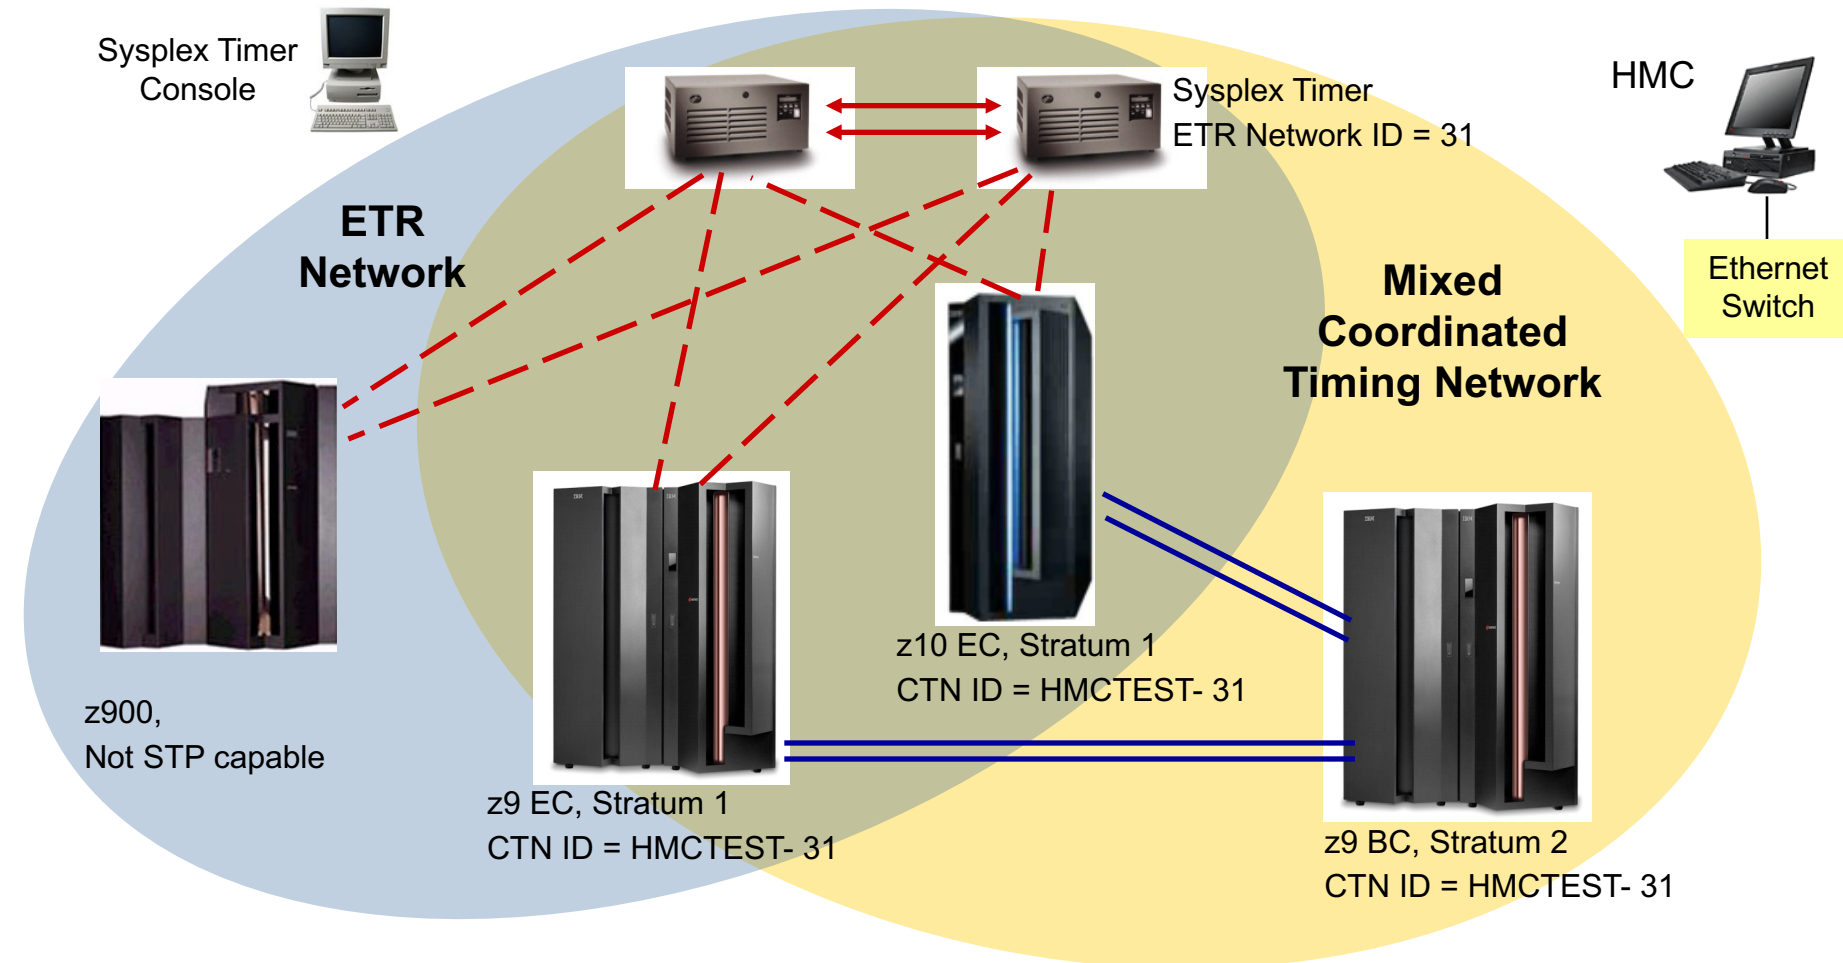 Sysplex Timer
Console
Sysplex Timer
ETR Network ID = 31
HMC
Ethernet
Switch
ETR
Network
Mixed
Coordinated
Timing Network
z900,
Not STP capable
z10 EC, Stratum 1
CTN ID = HMCTEST- 31
z9 EC, Stratum 1
CTN ID = HMCTEST- 31
z9 BC, Stratum 2
CTN ID = HMCTEST- 31